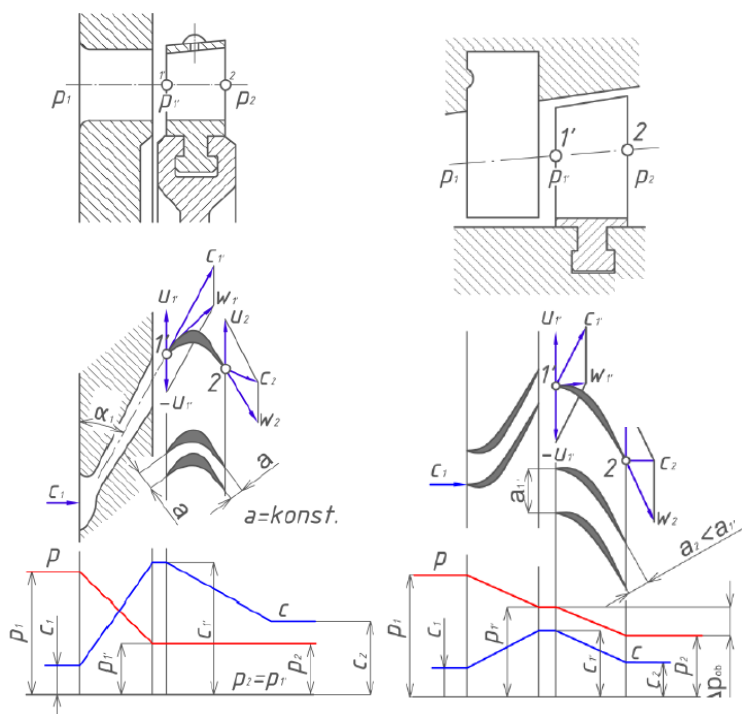 p₁
1'
p₁'
2
p₂
p₁
1'
p₁'
2
p₂
c₁'
u₁'
w₁'
u₂
1'
2
c₂
w₂
-u₁'
α₁
c₁
a
a
a=konst.
u₁'
c₁'
1'
w₁'
-u₁'
2
c₂
w₂
c₁
a₁'
a₂<a₁'
p
p₁
c₁
p₁'
c₁'
c
p₂=p₁'
p₂
c₂
p
p₁
c₁
p₁'
c₁'
c
c₂
p₂
Δpₒb